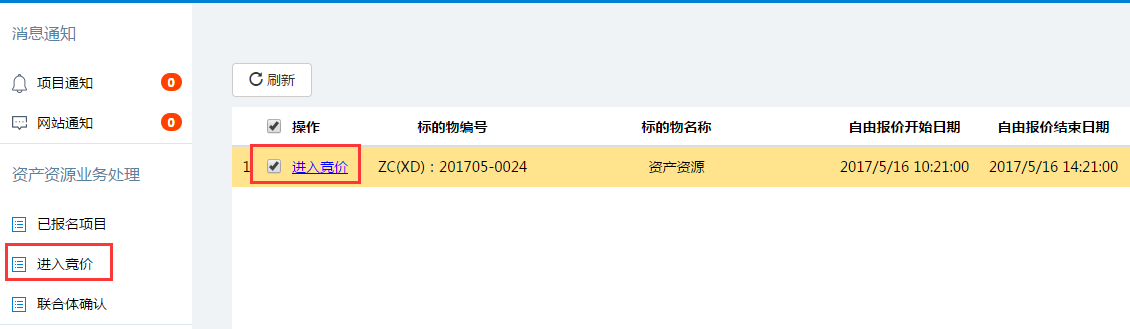 消息通知
项目通知 0
网站通知 0
资产资源业务处理
已报名项目
进入竟价
联合体确认
刷新
操作 标的物编号 标的物名称 自由报价开始日期 自由报价结束日期
1 进入竟价 ZC(XD)：201705-0024 资产资源 2017/5/16 10:21:00 2017/5/16 14:21:00